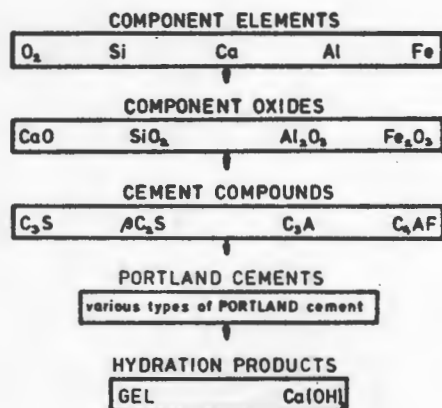 COMPONENT ELEMENTS
O₂ Si Ca Al Fe
COMPONENT OXIDES
CaO SiO₂ Al₂O₃ Fe₂O₃
CEMENT COMPOUNDS
C₃S βC₂S C₃A C₄AF
PORTLAND CEMENTS
various types of PORTLAND cement
HYDRATION PRODUCTS
GEL Ca(OH)